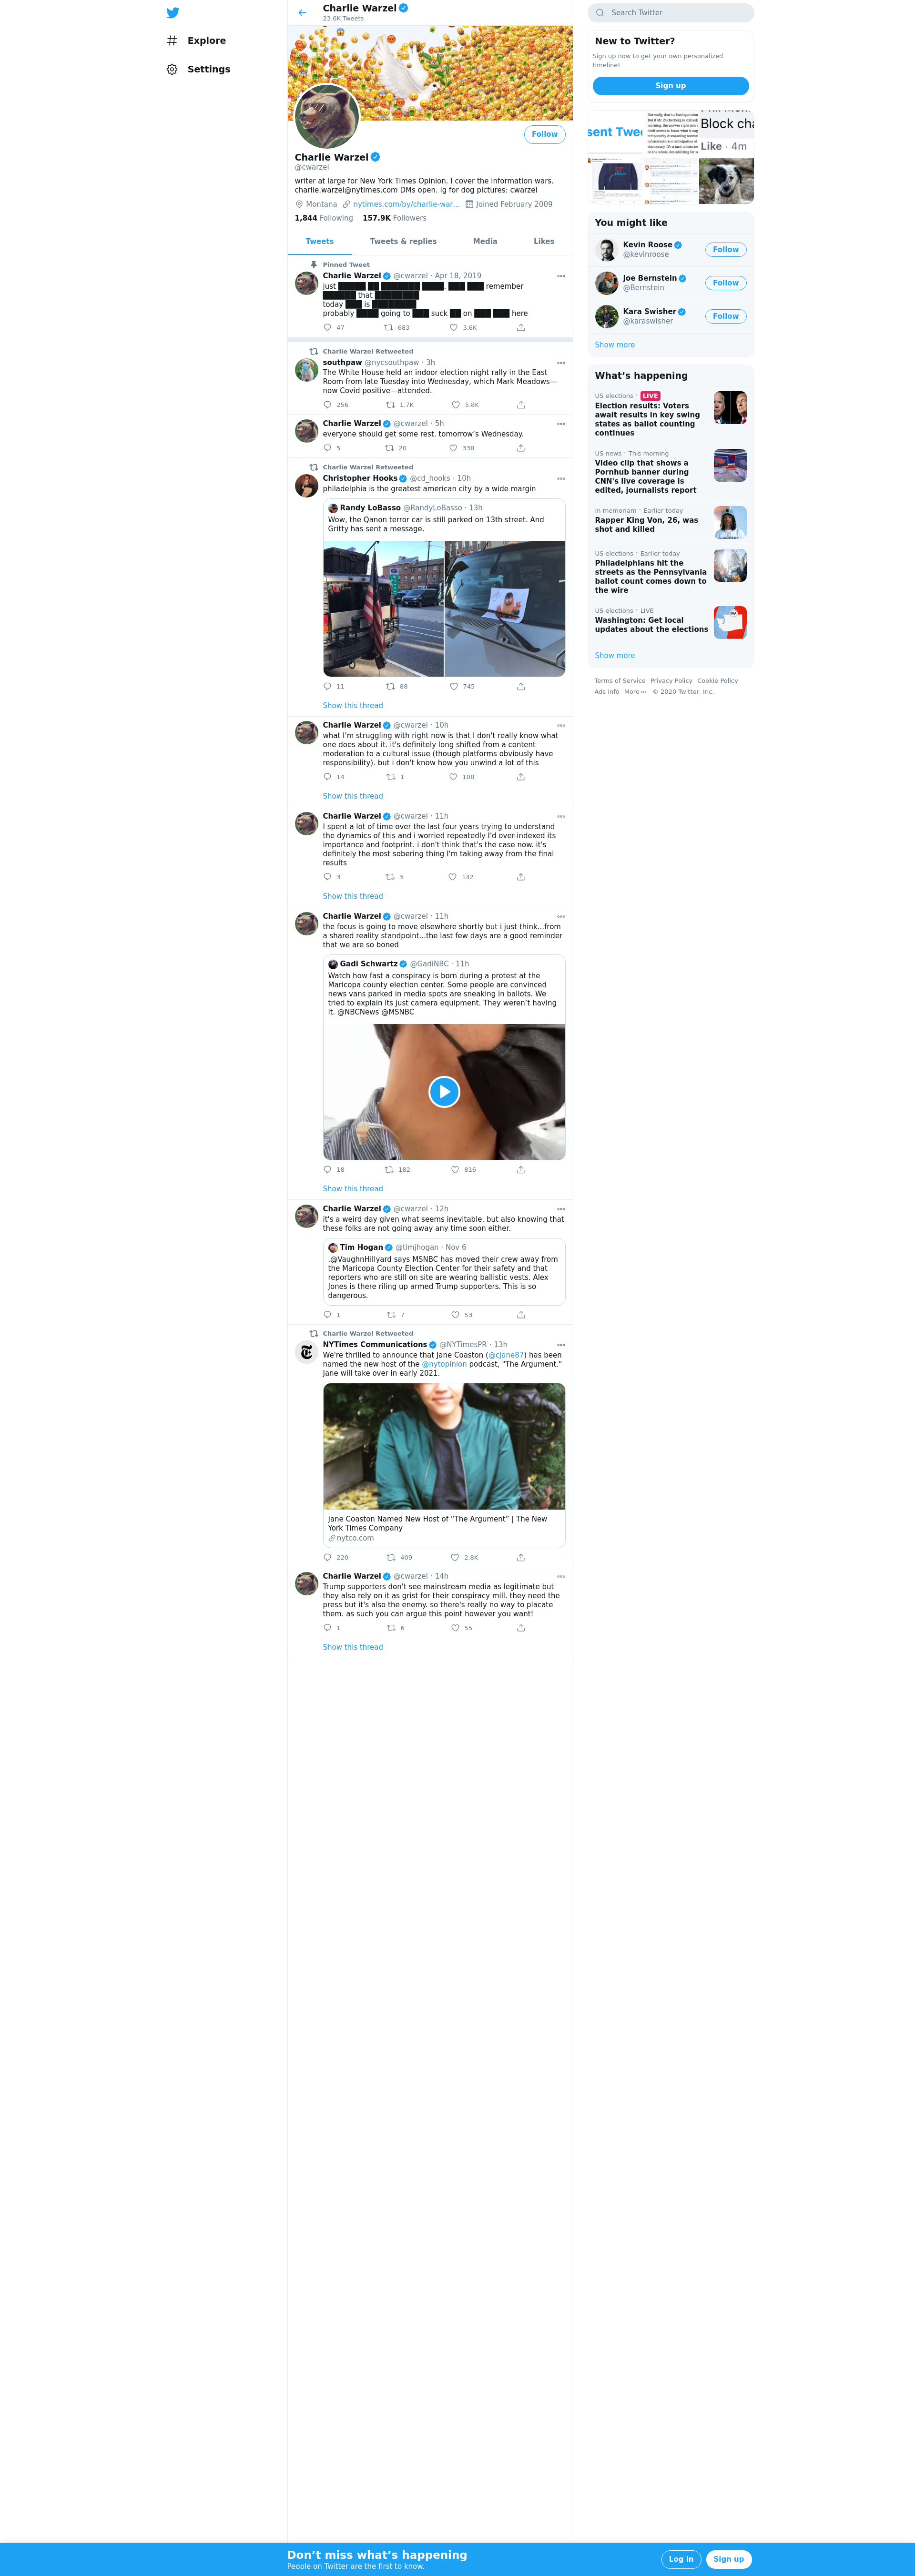 Explore
Settings
Charlie Warzel
23.6K Tweets
Follow
Charlie Warzel
@cwarzel
writer at large for New York Times Opinion. I cover the information wars.
charlie.warzel@nytimes.com DMs open. ig for dog pictures: cwarzel
Montana nytimes.com/by/charlie-war… Joined February 2009
1,844 Following 157.9K Followers
Tweets Tweets & replies Media Likes
Pinned Tweet
Charlie Warzel @cwarzel · Apr 18, 2019
just █████ ██ ███████ ████, ███ ███ remember
██████ that ████████
today ███ is ████████
probably ████ going to ███ suck ██ on ███ ███ here
47 683 3.6K
Charlie Warzel Retweeted
southpaw @nycsouthpaw · 3h
The White House held an indoor election night rally in the East
Room from late Tuesday into Wednesday, which Mark Meadows—
now Covid positive—attended.
256 1.7K 5.8K
Charlie Warzel @cwarzel · 5h
everyone should get some rest. tomorrow’s Wednesday.
5 20 338
Charlie Warzel Retweeted
Christopher Hooks @cd_hooks · 10h
philadelphia is the greatest american city by a wide margin
Randy LoBasso @RandyLoBasso · 13h
Wow, the Qanon terror car is still parked on 13th street. And
Gritty has sent a message.
11 88 745
Show this thread
Charlie Warzel @cwarzel · 10h
what I'm struggling with right now is that I don't really know what
one does about it. it's definitely long shifted from a content
moderation to a cultural issue (though platforms obviously have
responsibility). but i don't know how you unwind a lot of this
14 1 108
Show this thread
Charlie Warzel @cwarzel · 11h
I spent a lot of time over the last four years trying to understand
the dynamics of this and i worried repeatedly I'd over-indexed its
importance and footprint. i don't think that's the case now. it's
definitely the most sobering thing I'm taking away from the final
results
3 3 142
Show this thread
Charlie Warzel @cwarzel · 11h
the focus is going to move elsewhere shortly but i just think...from
a shared reality standpoint...the last few days are a good reminder
that we are so boned
Gadi Schwartz @GadiNBC · 11h
Watch how fast a conspiracy is born during a protest at the
Maricopa county election center. Some people are convinced
news vans parked in media spots are sneaking in ballots. We
tried to explain its just camera equipment. They weren’t having
it. @NBCNews @MSNBC
18 182 816
Show this thread
Charlie Warzel @cwarzel · 12h
it's a weird day given what seems inevitable. but also knowing that
these folks are not going away any time soon either.
Tim Hogan @timjhogan · Nov 6
.@VaughnHillyard says MSNBC has moved their crew away from
the Maricopa County Election Center for their safety and that
reporters who are still on site are wearing ballistic vests. Alex
Jones is there riling up armed Trump supporters. This is so
dangerous.
1 7 53
Charlie Warzel Retweeted
NYTimes Communications @NYTimesPR · 13h
We're thrilled to announce that Jane Coaston (@cjane87) has been
named the new host of the @nytopinion podcast, "The Argument."
Jane will take over in early 2021.
Jane Coaston Named New Host of “The Argument” | The New
York Times Company
nytco.com
220 409 2.8K
Charlie Warzel @cwarzel · 14h
Trump supporters don't see mainstream media as legitimate but
they also rely on it as grist for their conspiracy mill. they need the
press but it's also the enemy. so there's really no way to placate
them. as such you can argue this point however you want!
1 6 55
Show this thread
Search Twitter
New to Twitter?
Sign up now to get your own personalized
timeline!
Sign up
sent Twee
Block cha
Like · 4m
You might like
Kevin Roose
@kevinroose
Follow
Joe Bernstein
@Bernstein
Follow
Kara Swisher
@karaswisher
Follow
Show more
What’s happening
US elections · LIVE
Election results: Voters
await results in key swing
states as ballot counting
continues
US news · This morning
Video clip that shows a
Pornhub banner during
CNN's live coverage is
edited, journalists report
In memoriam · Earlier today
Rapper King Von, 26, was
shot and killed
US elections · Earlier today
Philadelphians hit the
streets as the Pennsylvania
ballot count comes down to
the wire
US elections · LIVE
Washington: Get local
updates about the elections
Show more
Terms of Service Privacy Policy Cookie Policy
Ads info More © 2020 Twitter, Inc.
Don’t miss what’s happening
People on Twitter are the first to know.
Log in
Sign up